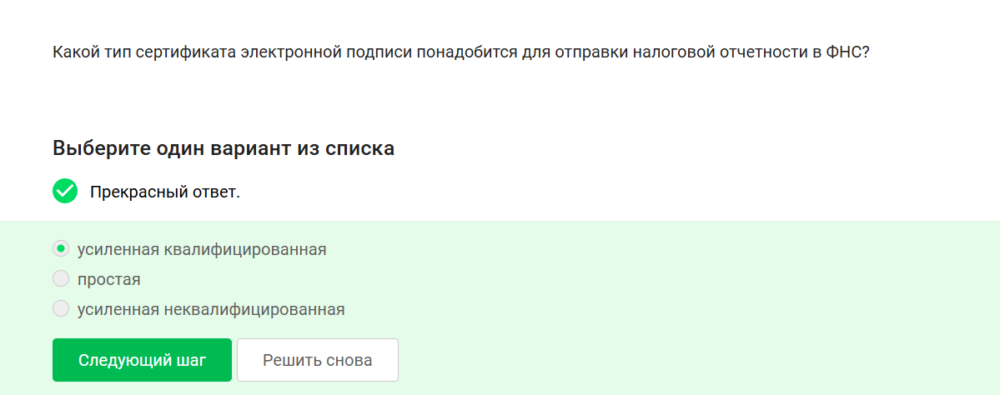 Какой тип сертификата электронной подписи понадобится для отправки налоговой отчетности в ФНС?
Выберите один вариант из списка
Прекрасный ответ.
усиленная квалифицированная
простая
усиленная неквалифицированная
Следующий шаг
Решить снова